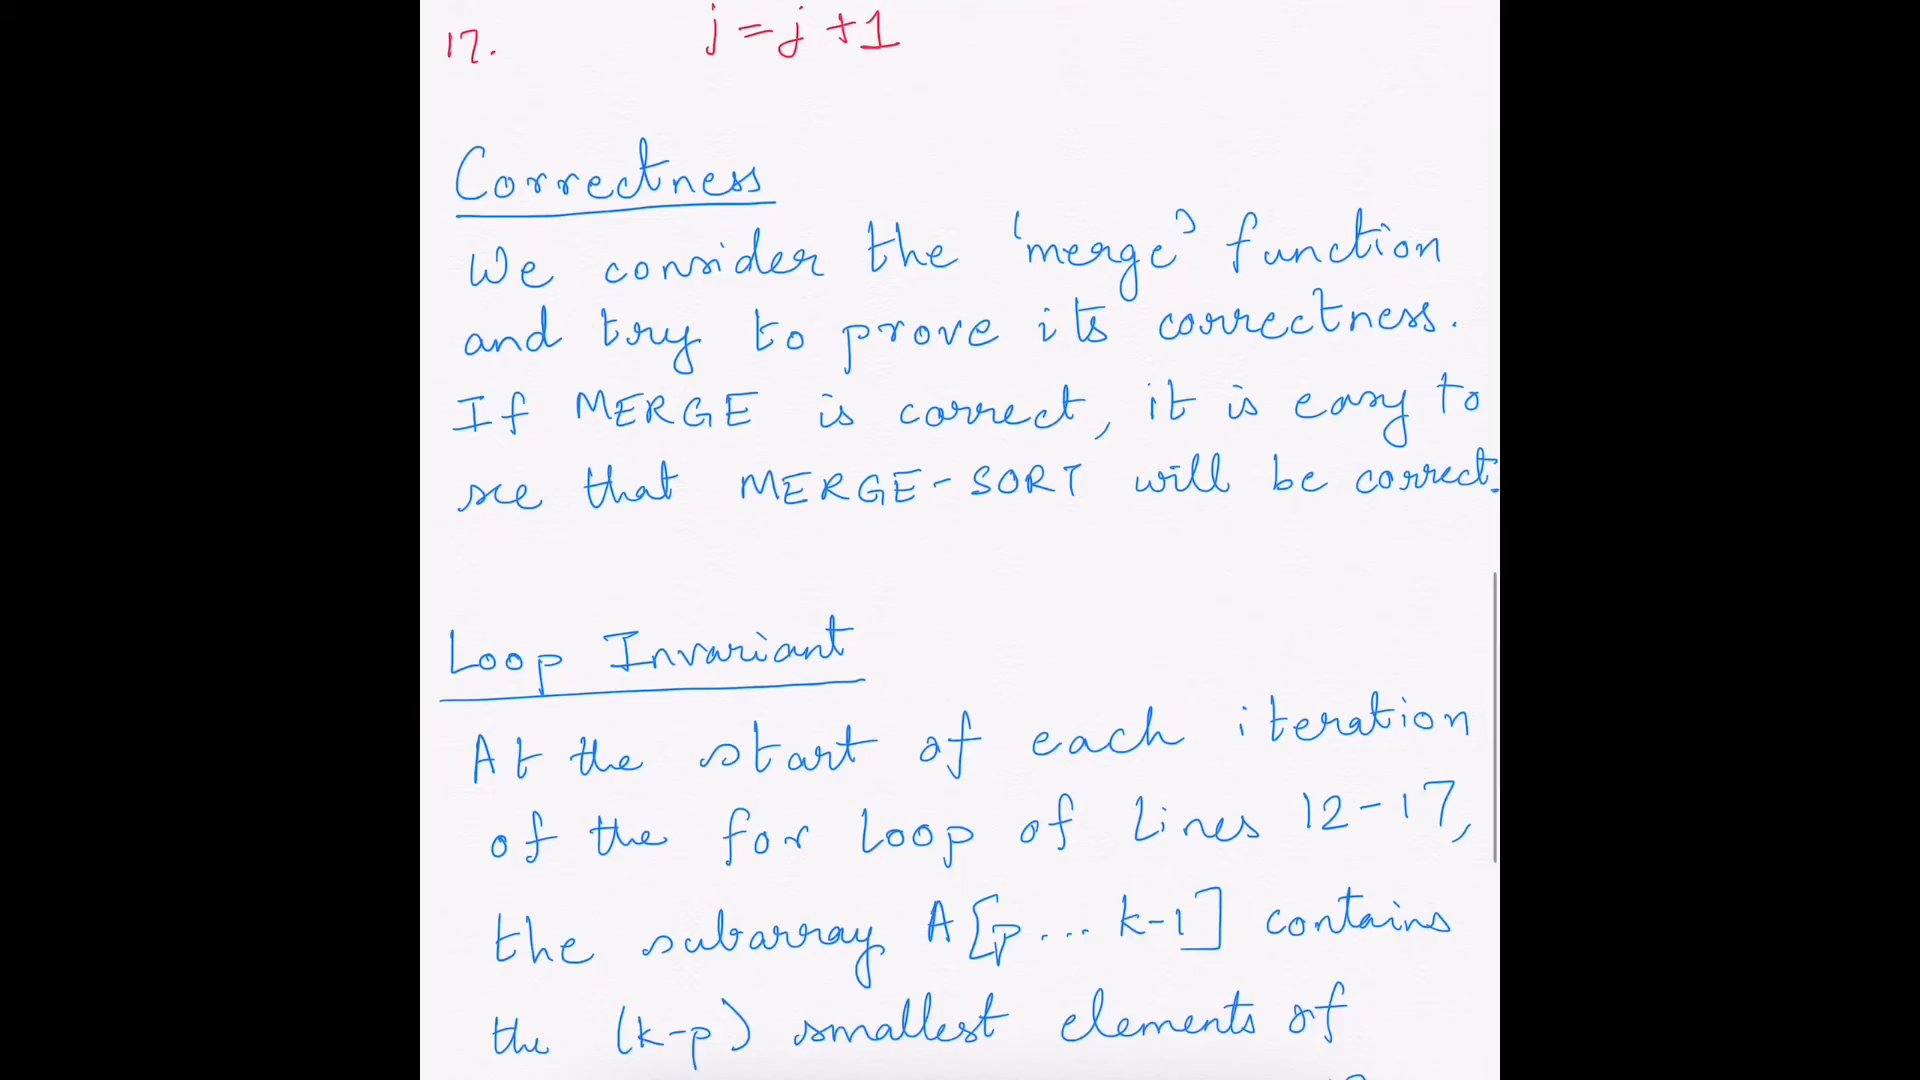 17. j = j + 1
Correctness
We consider the 'merge' function
and try to prove its correctness.
If MERGE is correct, it is easy to
see that MERGE-SORT will be correct.
Loop Invariant
At the start of each iteration
of the for loop of lines 12-17,
the subarray A[p... k-1] contains
the (k-p) smallest elements of